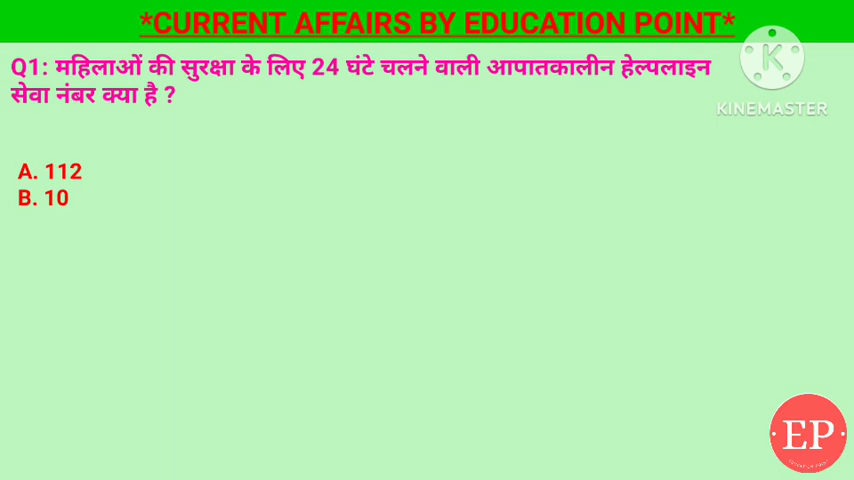 *CURRENT AFFAIRS BY EDUCATION POINT*
Q1: महिलाओं की सुरक्षा के लिए 24 घंटे चलने वाली आपातकालीन हेल्पलाइन
सेवा नंबर क्या है ?
K
KINEMASTER
A. 112
B. 10
EP